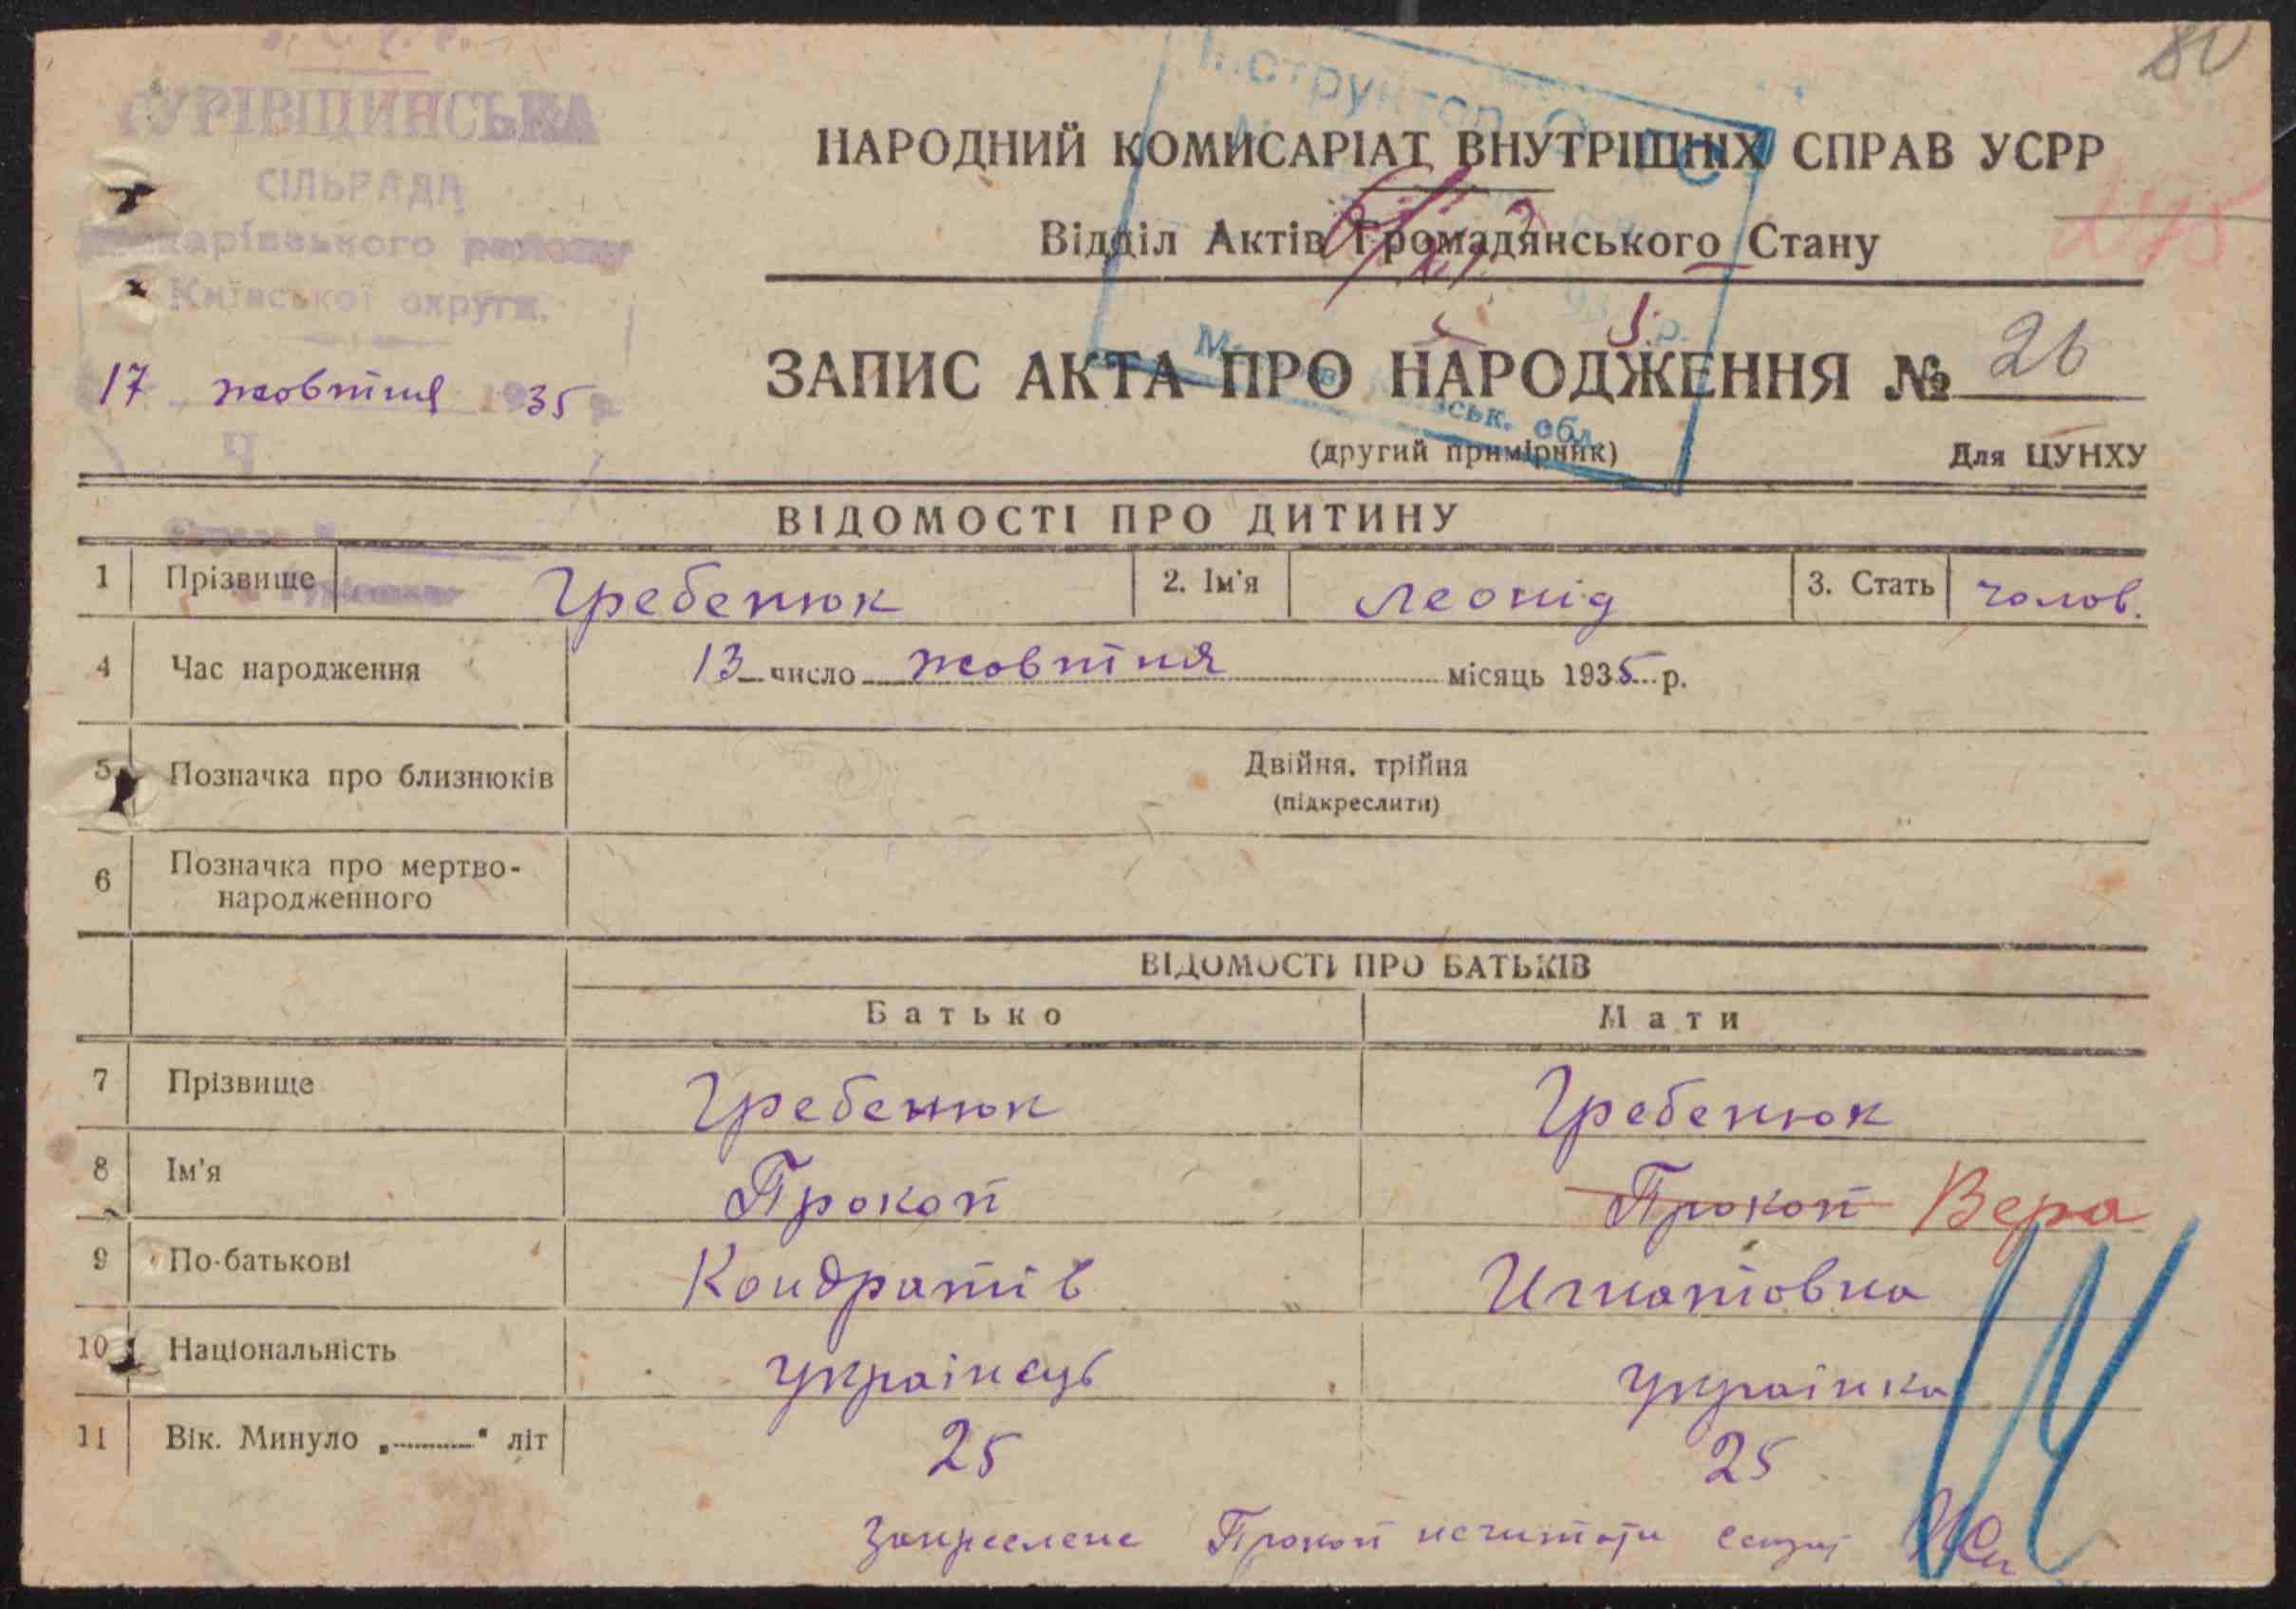 80
ГУРІВЩИНСЬКА
СІЛЬРАДА
Макарівського району
Київської округи.
17 жовтня 1935 р
Ч
НАРОДНИЙ КОМИСАРІАТ ВНУТРІШНІХ СПРАВ УСРР
Відділ Актів Громадянського Стану
ЗАПИС АКТА ПРО НАРОДЖЕННЯ № 26
(другий примірник) Для ЦУНХУ
ськ. обл.
ВІДОМОСТІ ПРО ДИТИНУ
1 Прізвище Гребенюк 2. Ім'я Леонід 3. Стать чолов.
4 Час народження 13 число жовтня місяць 1935 р.
5 Позначка про близнюків Двійня, трійня
(підкреслити)
6 Позначка про мертво-
народженного
ВІДОМОСТІ ПРО БАТЬКІВ
Батько Мати
7 Прізвище Гребенюк Гребенюк
8 Ім'я Прокоп Прокоп Вера
9 По-батькові Кондратів Игнатовна
10 Національність українець українка
11 Вік. Минуло „ " літ 25 25
Закреслене Прокоп нечитати